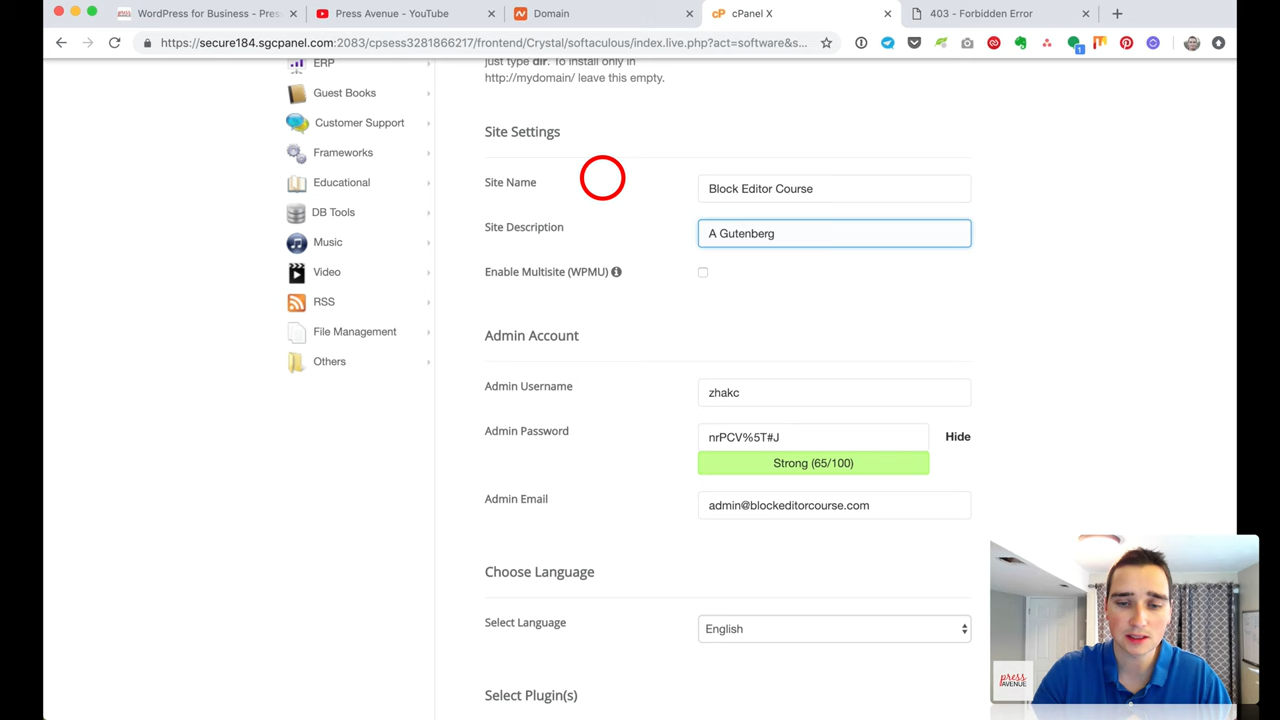 WordPress for Business - Pres
Press Avenue - YouTube
Domain
cPanel X
403 - Forbidden Error
https://secure184.sgcpanel.com:2083/cpsess3281866217/frontend/Crystal/softaculous/index.live.php?act=software&s...
1
ERP
Guest Books
Customer Support
Frameworks
Educational
DB Tools
Music
Video
RSS
File Management
Others
just type dir. To install only in
http://mydomain/ leave this empty.
Site Settings
Site Name
Block Editor Course
Site Description
A Gutenberg
Enable Multisite (WPMU)
Admin Account
Admin Username
zhakc
Admin Password
nrPCV%5T#J
Hide
Strong (65/100)
Admin Email
admin@blockeditorcourse.com
Choose Language
Select Language
English
Select Plugin(s)
press
AVENUE